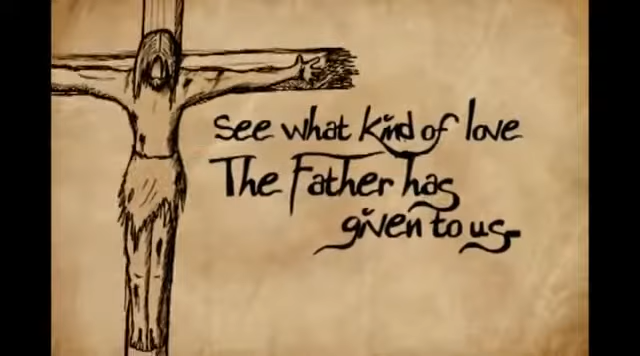 See what kind of love
The Father has
given to us.